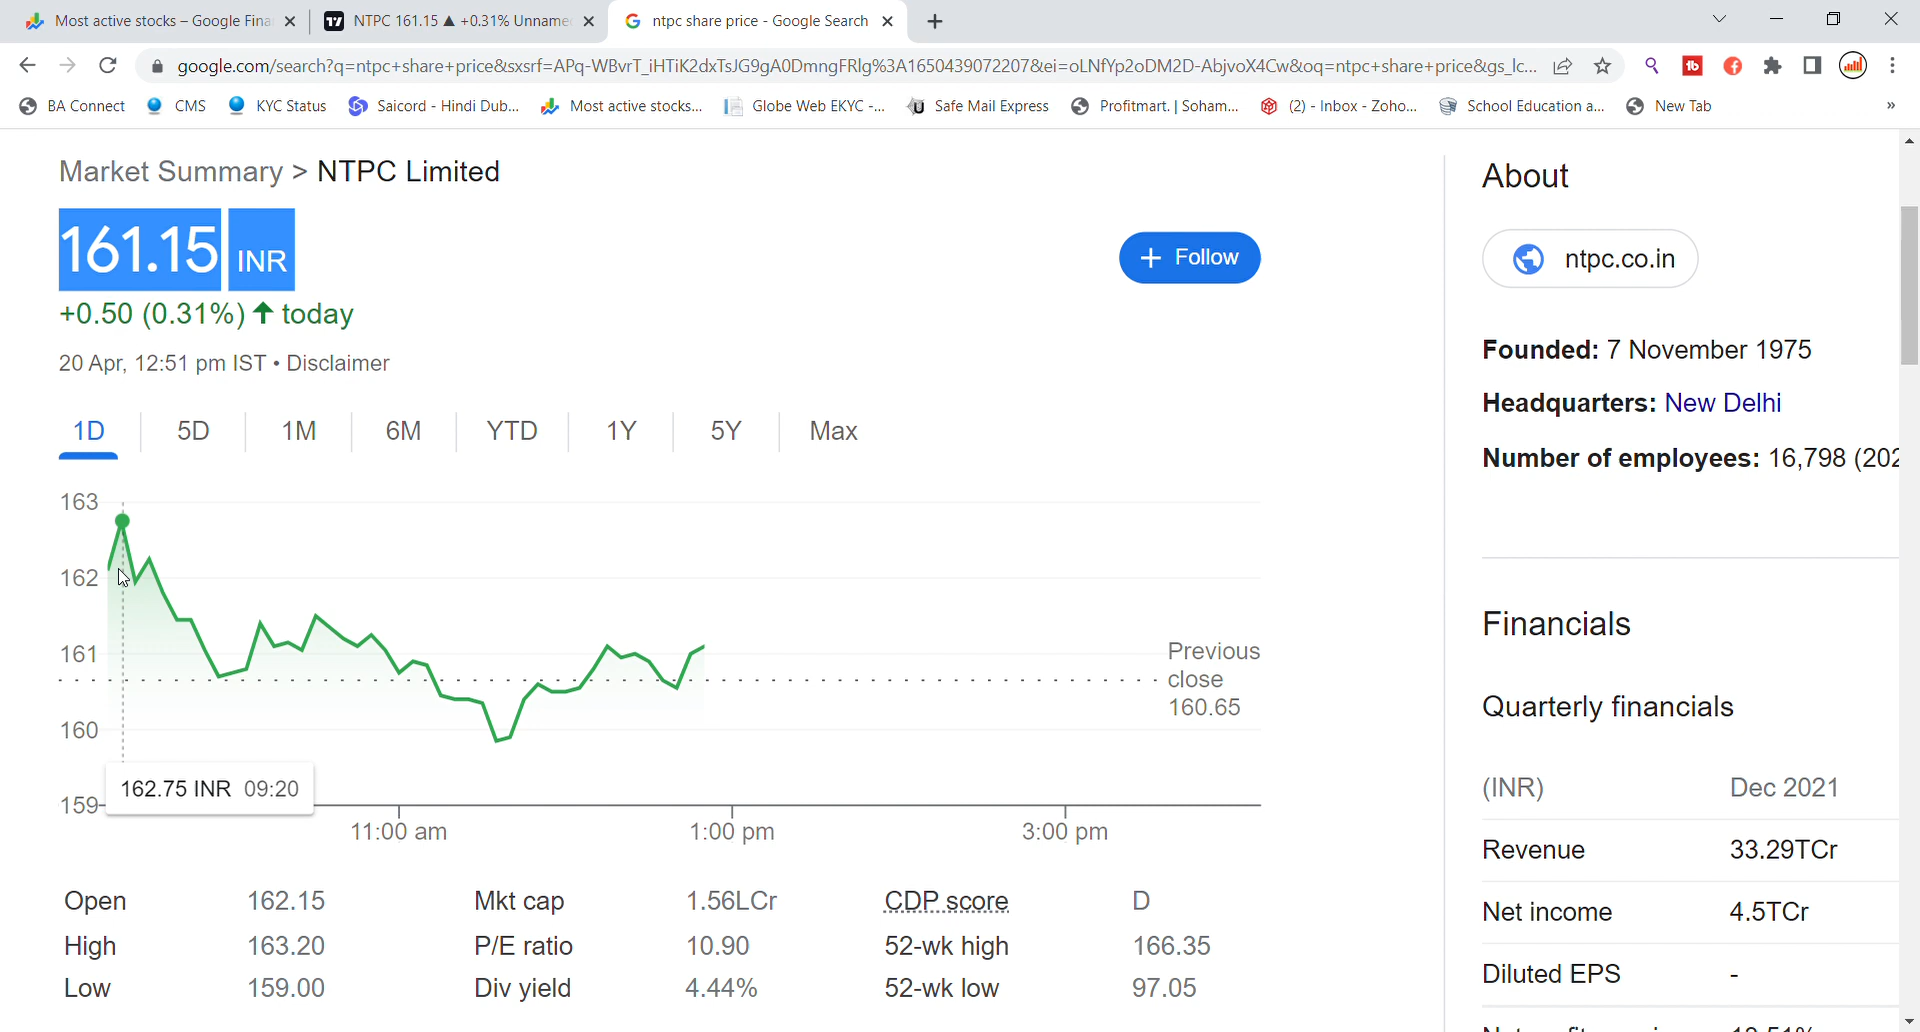 Most active stocks – Google Fina
NTPC 161.15 ▲ +0.31% Unname
ntpc share price - Google Search
google.com/search?q=ntpc+share+price&sxsrf=APq-WBvrT_iHTiK2dxTsJG9gA0DmngFRlg%3A1650439072207&ei=oLNfYp2oDM2D-AbjvoX4Cw&oq=ntpc+share+price&gs_lc...
BA Connect
CMS
KYC Status
Saicord - Hindi Dub...
Most active stocks...
Globe Web EKYC -...
Safe Mail Express
Profitmart. | Soham...
(2) - Inbox - Zoho...
School Education a...
New Tab
»
Market Summary > NTPC Limited
161.15 INR
+ Follow
+0.50 (0.31%) ↑ today
20 Apr, 12:51 pm IST • Disclaimer
1D 5D 1M 6M YTD 1Y 5Y Max
163
162
161
160
159
Previous
close
160.65
162.75 INR 09:20
11:00 am 1:00 pm 3:00 pm
Open 162.15 Mkt cap 1.56LCr CDP score D
High 163.20 P/E ratio 10.90 52-wk high 166.35
Low 159.00 Div yield 4.44% 52-wk low 97.05
About
ntpc.co.in
Founded: 7 November 1975
Headquarters: New Delhi
Number of employees: 16,798 (202
Financials
Quarterly financials
(INR) Dec 2021
Revenue 33.29TCr
Net income 4.5TCr
Diluted EPS -